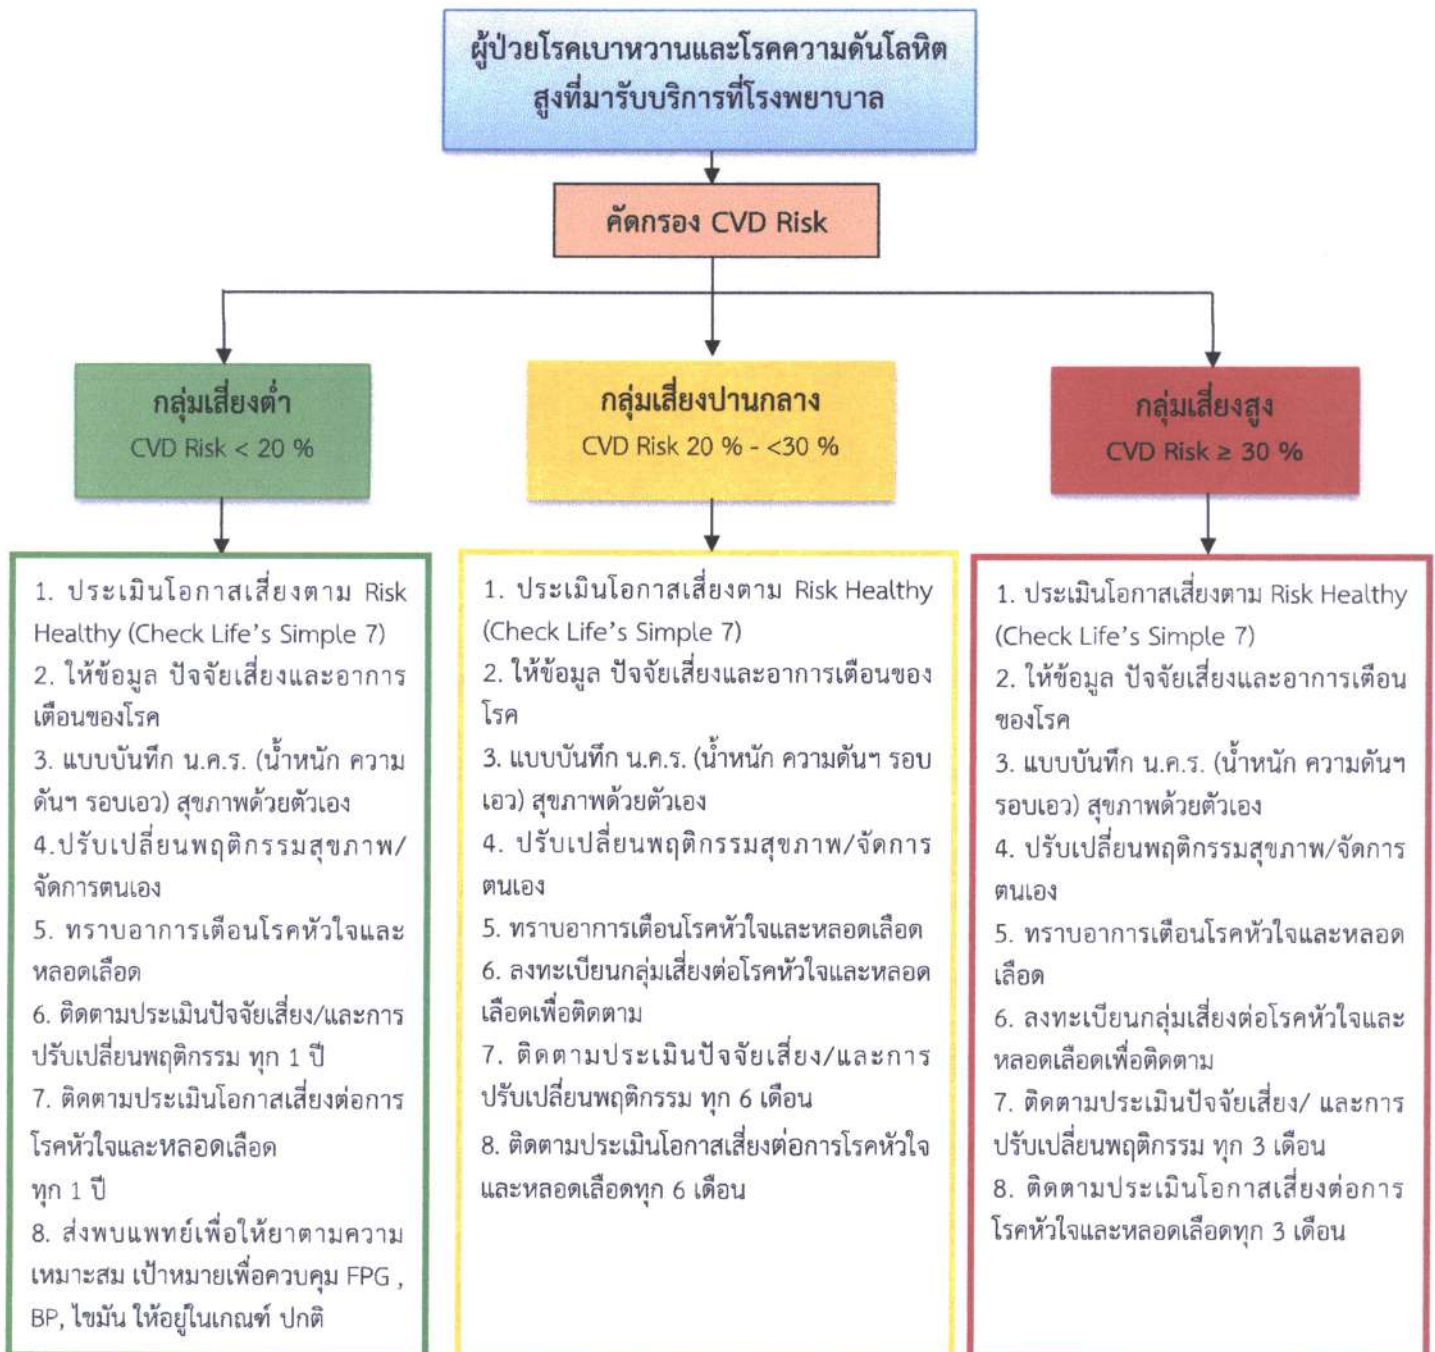 ผู้ป่วยโรคเบาหวานและโรคความดันโลหิต
สูงที่มารับบริการที่โรงพยาบาล
คัดกรอง CVD Risk
กลุ่มเสี่ยงต่ำ
CVD Risk < 20 %
กลุ่มเสี่ยงปานกลาง
CVD Risk 20 % - <30 %
กลุ่มเสี่ยงสูง
CVD Risk ≥ 30 %
1. ประเมินโอกาสเสี่ยงตาม Risk
Healthy (Check Life's Simple 7)
2. ให้ข้อมูล ปัจจัยเสี่ยงและอาการ
เตือนของโรค
3. แบบบันทึก น.ค.ร. (น้ำหนัก ความ
ดันฯ รอบเอว) สุขภาพด้วยตัวเอง
4.ปรับเปลี่ยนพฤติกรรมสุขภาพ/
จัดการตนเอง
5. ทราบอาการเตือนโรคหัวใจและ
หลอดเลือด
6. ติดตามประเมินปัจจัยเสี่ยง/และการ
ปรับเปลี่ยนพฤติกรรม ทุก 1 ปี
7. ติดตามประเมินโอกาสเสี่ยงต่อการ
โรคหัวใจและหลอดเลือด
ทุก 1 ปี
8. ส่งพบแพทย์เพื่อให้ยาตามความ
เหมาะสม เป้าหมายเพื่อควบคุม FPG ,
BP, ไขมัน ให้อยู่ในเกณฑ์ ปกติ
1. ประเมินโอกาสเสี่ยงตาม Risk Healthy
(Check Life's Simple 7)
2. ให้ข้อมูล ปัจจัยเสี่ยงและอาการเตือนของ
โรค
3. แบบบันทึก น.ค.ร. (น้ำหนัก ความดันฯ รอบ
เอว) สุขภาพด้วยตัวเอง
4. ปรับเปลี่ยนพฤติกรรมสุขภาพ/จัดการ
ตนเอง
5. ทราบอาการเตือนโรคหัวใจและหลอดเลือด
6. ลงทะเบียนกลุ่มเสี่ยงต่อโรคหัวใจและหลอด
เลือดเพื่อติดตาม
7. ติดตามประเมินปัจจัยเสี่ยง/และการ
ปรับเปลี่ยนพฤติกรรม ทุก 6 เดือน
8. ติดตามประเมินโอกาสเสี่ยงต่อการโรคหัวใจ
และหลอดเลือดทุก 6 เดือน
1. ประเมินโอกาสเสี่ยงตาม Risk Healthy
(Check Life's Simple 7)
2. ให้ข้อมูล ปัจจัยเสี่ยงและอาการเตือน
ของโรค
3. แบบบันทึก น.ค.ร. (น้ำหนัก ความดันฯ
รอบเอว) สุขภาพด้วยตัวเอง
4. ปรับเปลี่ยนพฤติกรรมสุขภาพ/จัดการ
ตนเอง
5. ทราบอาการเตือนโรคหัวใจและหลอด
เลือด
6. ลงทะเบียนกลุ่มเสี่ยงต่อโรคหัวใจและ
หลอดเลือดเพื่อติดตาม
7. ติดตามประเมินปัจจัยเสี่ยง/ และการ
ปรับเปลี่ยนพฤติกรรม ทุก 3 เดือน
8. ติดตามประเมินโอกาสเสี่ยงต่อการ
โรคหัวใจและหลอดเลือดทุก 3 เดือน